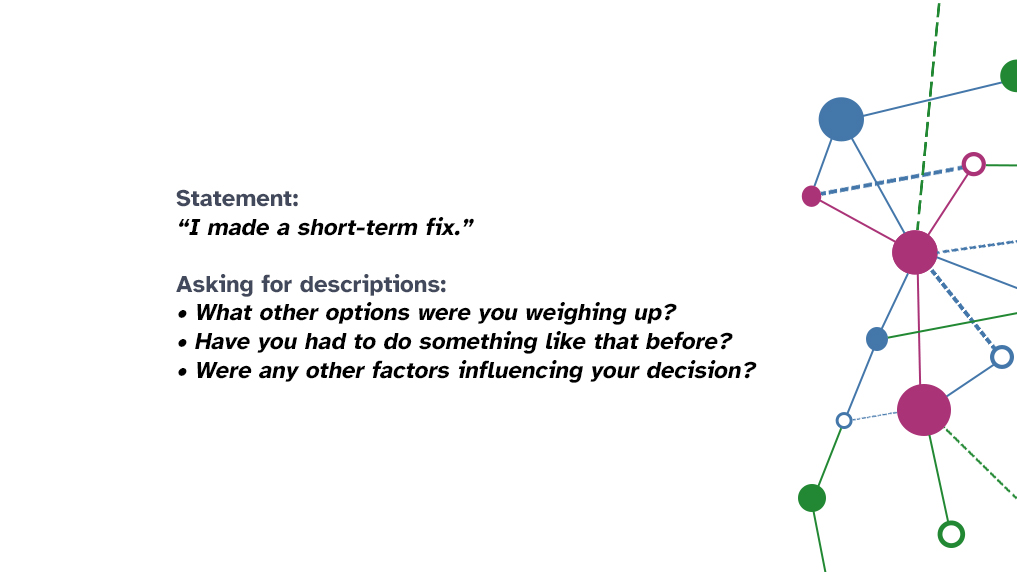 Statement:
“I made a short-term fix.”
Asking for descriptions:
• What other options were you weighing up?
• Have you had to do something like that before?
• Were any other factors influencing your decision?